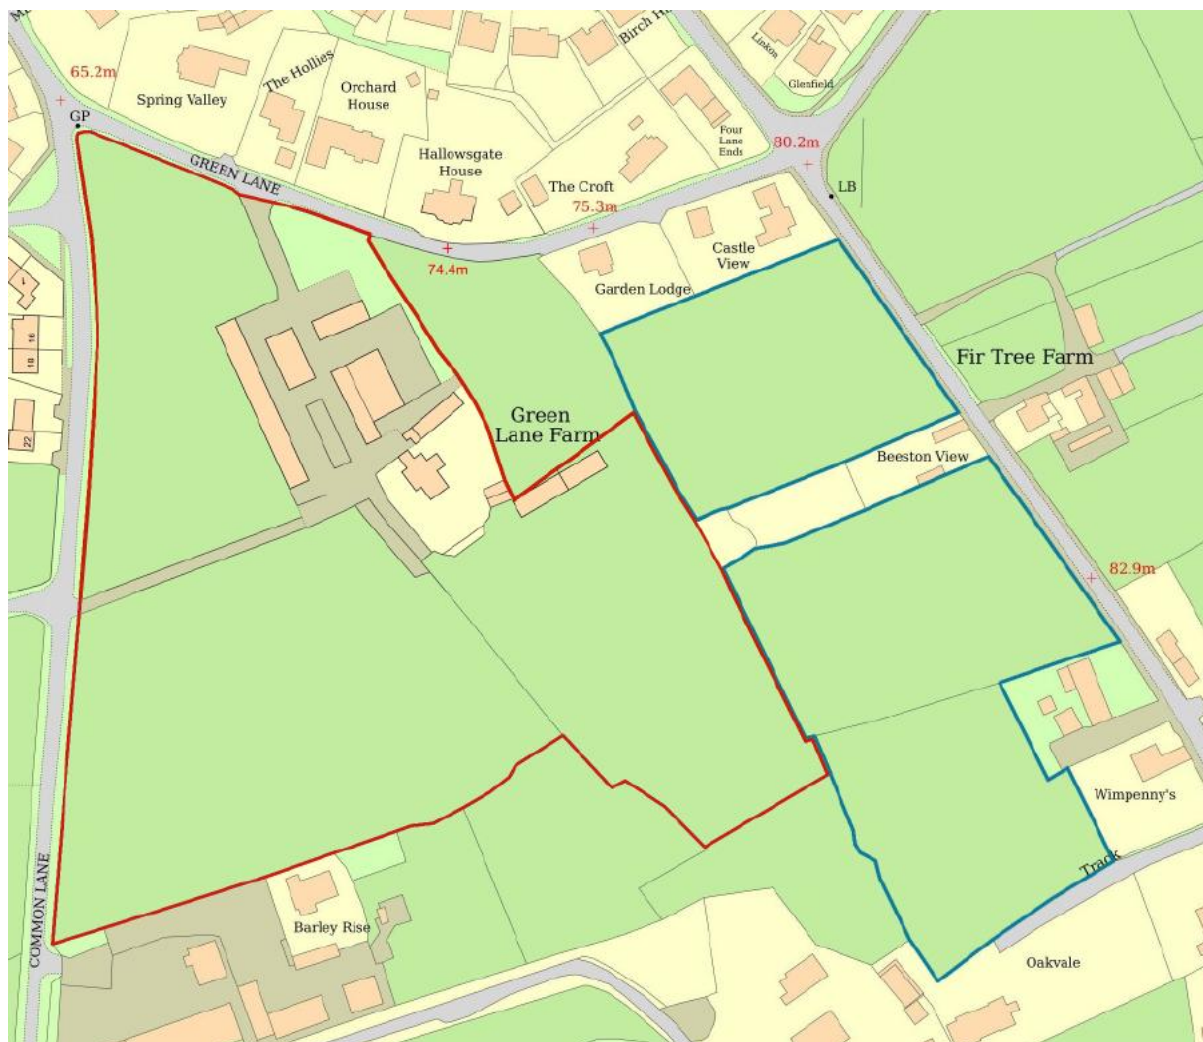 Birch H
Linkon
65.2m
The Hollies
Orchard
House
Spring Valley
Glenfield
GP
Four
Lane
Ends
80.2m
GREEN LANE
Hallowsgate
House
The Croft
LB
75.3m
74.4m
Castle
View
Garden Lodge
16
18
Fir Tree Farm
22
Green
Lane Farm
Beeston View
82.9m
Wimpenny's
Track
COMMON LANE
Barley Rise
Oakvale